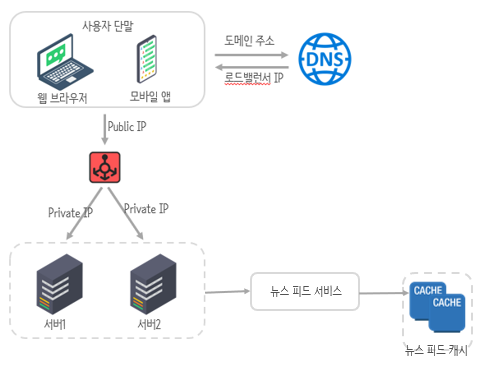 사용자 단말
웹 브라우저
모바일 앱
도메인 주소
로드밸런서 IP
DNS
Public IP
Private IP
Private IP
서버1
서버2
뉴스 피드 서비스
CACHE
CACHE
뉴스 피드 캐시